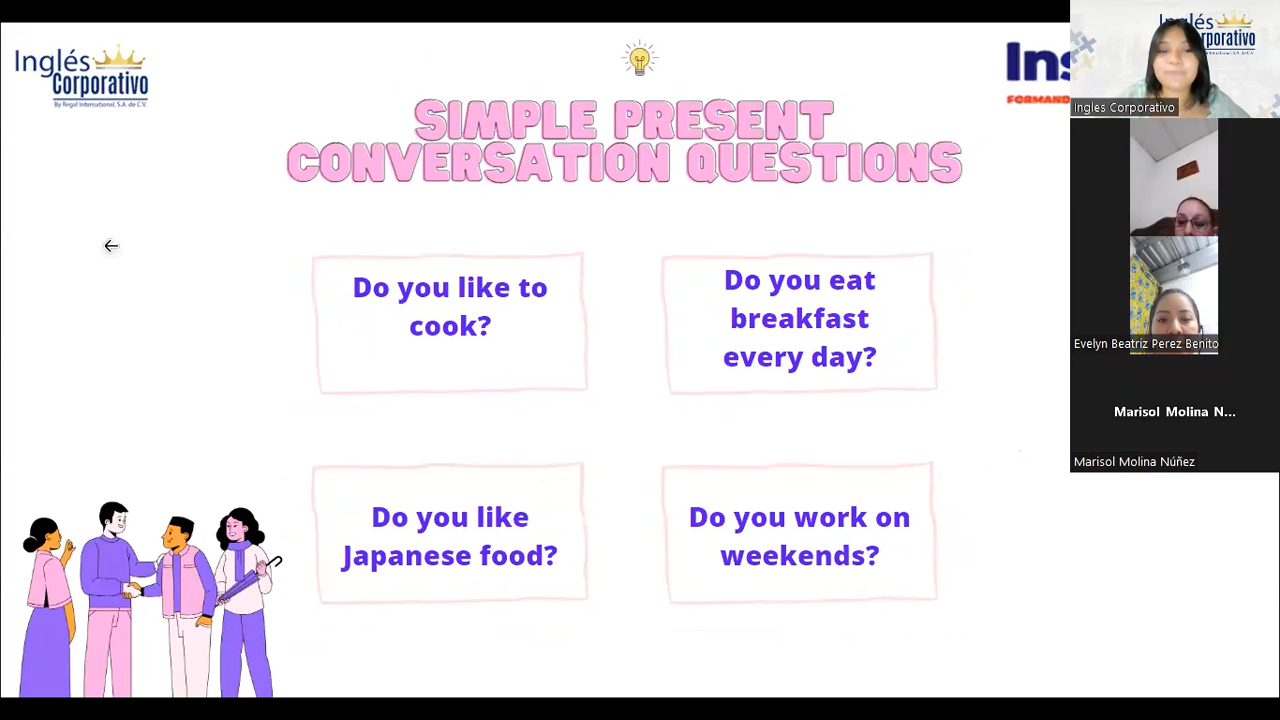 Inglés
Corporativo
By Regal International, S.A. de C.V.
SIMPLE PRESENT
CONVERSATION QUESTIONS
Do you like to
cook?
Do you eat
breakfast
every day?
Do you like
Japanese food?
Do you work on
weekends?
Ins
FORMAND
Inglés
rporativo
Ingles Corporativo
Evelyn Beatriz Perez Benito
Marisol Molina N...
Marisol Molina Núñez